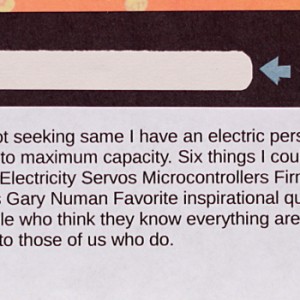 ot seeking same I have an electric pers
to maximum capacity. Six things I cou
Electricity Servos Microcontrollers Firm
s Gary Numan Favorite inspirational qu
le who think they know everything are
to those of us who do.